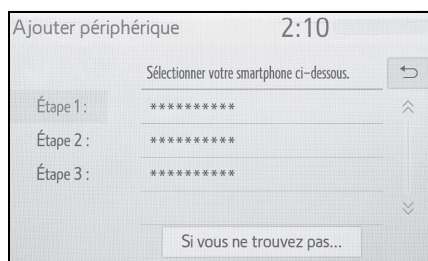 Ajouter périphérique 2:10
Sélectionner votre smartphone ci-dessous.
Étape 1 : **********
Étape 2 : **********
Étape 3 : **********
Si vous ne trouvez pas...